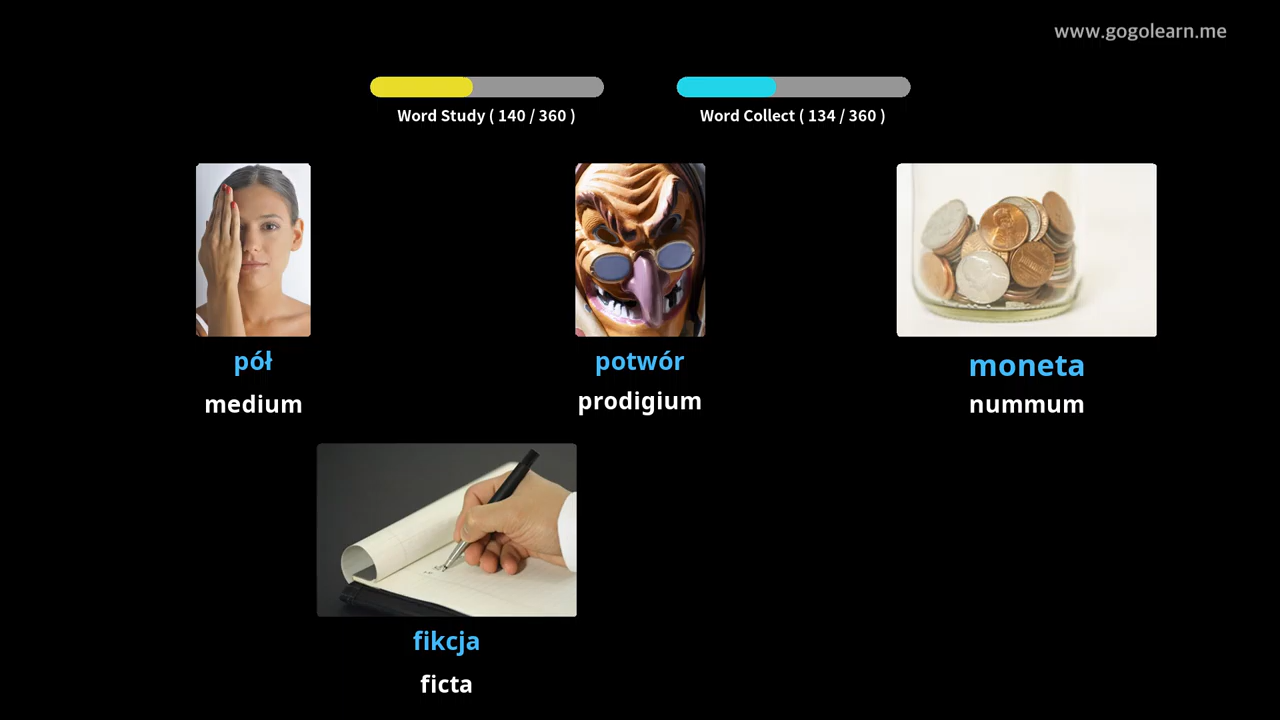 www.gogolearn.me
Word Study ( 140 / 360 )
Word Collect ( 134 / 360 )
pół
potwór
moneta
medium
prodigium
nummum
fikcja
ficta